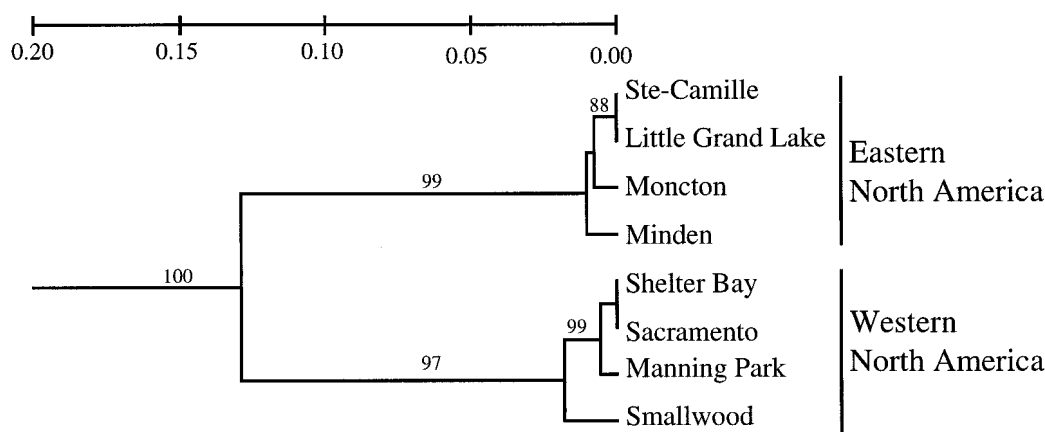 0.20 0.15 0.10 0.05 0.00
Ste-Camille
88
Little Grand Lake
Eastern
North America
99
Moncton
Minden
100
Shelter Bay
99
Sacramento
Western
North America
97
Manning Park
Smallwood